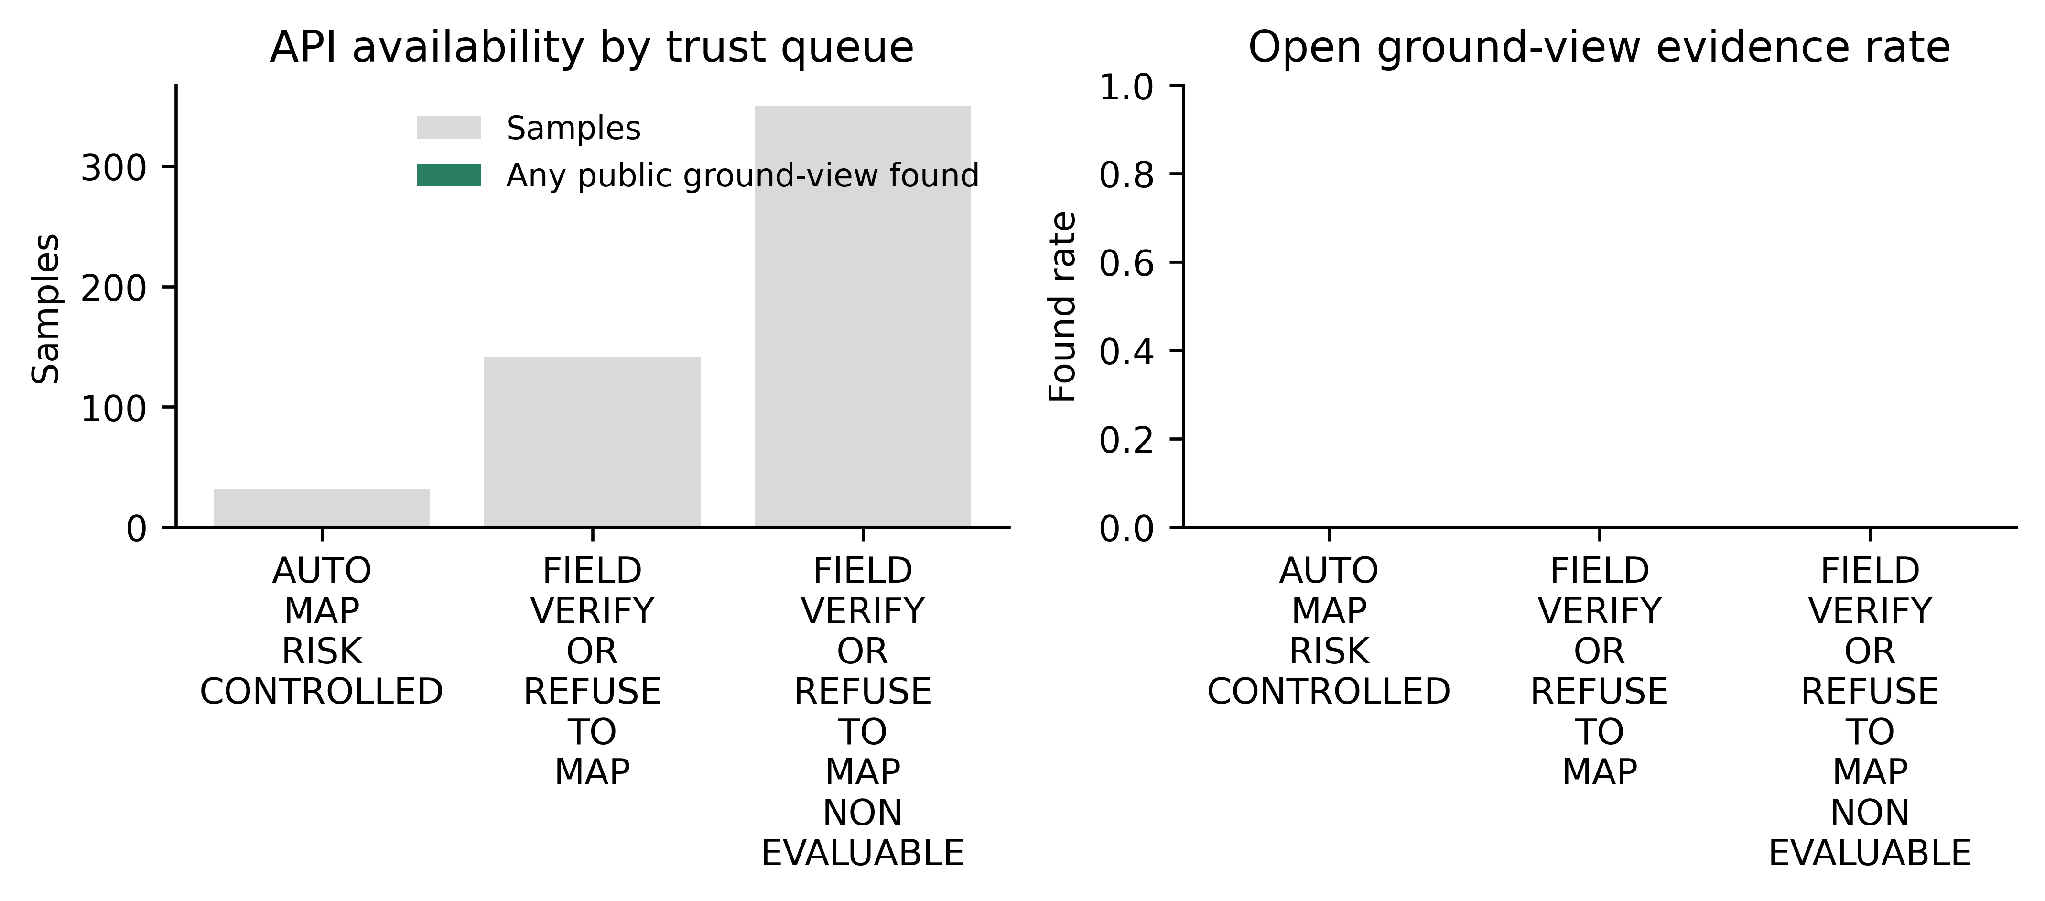 API availability by trust queue
Samples
Any public ground-view found
Samples
300
200
100
0
AUTO
MAP
RISK
CONTROLLED
FIELD
VERIFY
OR
REFUSE
TO
MAP
FIELD
VERIFY
OR
REFUSE
TO
MAP
NON
EVALUABLE
Open ground-view evidence rate
Found rate
1.0
0.8
0.6
0.4
0.2
0.0
AUTO
MAP
RISK
CONTROLLED
FIELD
VERIFY
OR
REFUSE
TO
MAP
FIELD
VERIFY
OR
REFUSE
TO
MAP
NON
EVALUABLE